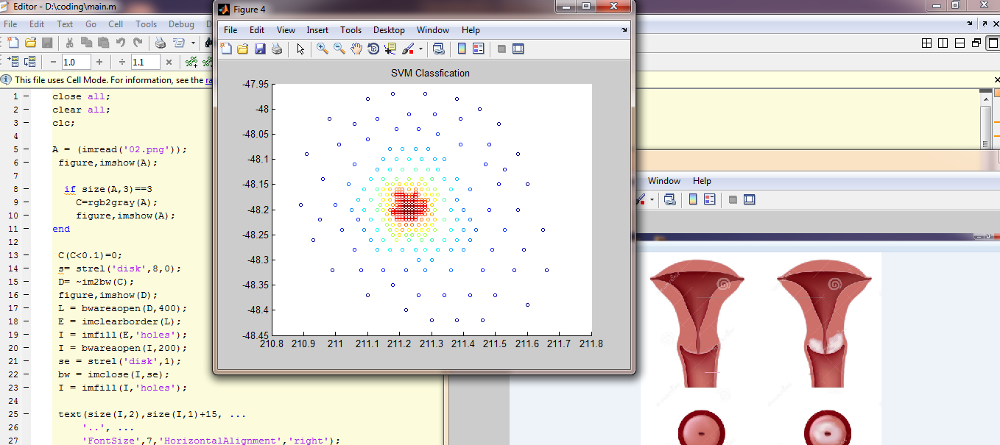 Editor - D:\coding\main.m
File Edit Text Go Cell Tools Debug D
1.0 1.1
This file uses Cell Mode. For information, see the ra
1 close all;
2 clear all;
3 clc;
4
5 A = (imread('02.png'));
6 figure,imshow(A);
7
8 if size(A,3)==3
9 C=rgb2gray(A);
10 figure,imshow(A);
11 end
12
13 C(C<0.1)=0;
14 s= strel('disk',8,0);
15 D= ~im2bw(C);
16 figure,imshow(D);
17 L = bwareaopen(D,400);
18 E = imclearborder(L);
19 I = imfill(E,'holes');
20 I = bwareaopen(I,200);
21 se = strel('disk',1);
22 bw = imclose(I,se);
23 I = imfill(I,'holes');
24
25 text(size(I,2),size(I,1)+15, ...
26 '..', ...
27 'FontSize',7,'HorizontalAlignment','right');
Figure 4
File Edit View Insert Tools Desktop Window Help
SVM Classfication
-47.95
-48
-48.05
-48.1
-48.15
-48.2
-48.25
-48.3
-48.35
-48.4
-48.45
210.8 210.9 211 211.1 211.2 211.3 211.4 211.5 211.6 211.7 211.8
Window Help